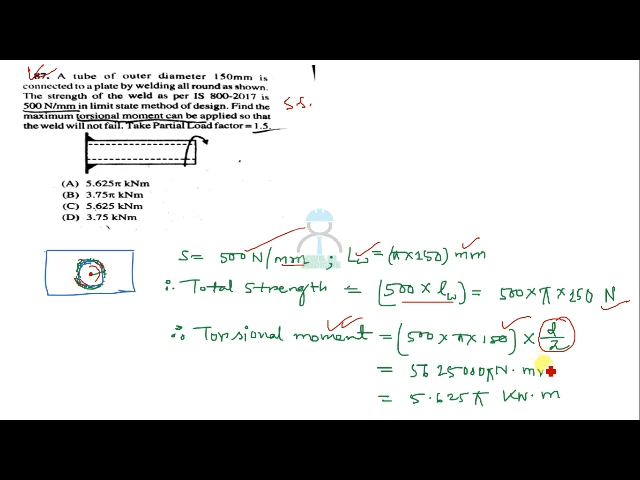 87. A tube of outer diameter 150mm is
connected to a plate by welding all round as shown.
The strength of the weld as per IS 800-2017 is
500 N/mm in limit state method of design. Find the
maximum torsional moment can be applied so that
the weld will not fail. Take Partial Load factor = 1.5.
S.S.
(A) 5.625π kNm
(B) 3.75π kNm
(C) 5.625 kNm
(D) 3.75 kNm
S = 500 N/mm ; Lw = (π×150) mm
∴ Total strength = (500 × lw) = 500×π×150 N
∴ Torsional moment = (500×π×150) × d/2
= 5625000π N·mm
= 5.625π KN·m